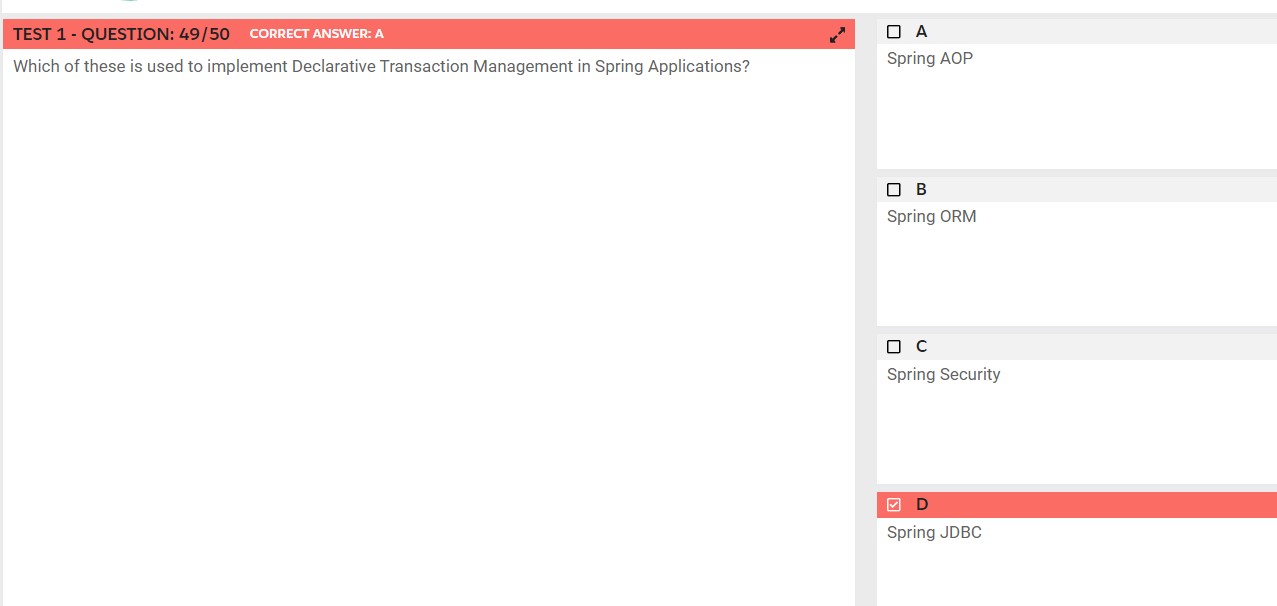 TEST 1 - QUESTION: 49/50 CORRECT ANSWER: A
Which of these is used to implement Declarative Transaction Management in Spring Applications?
A
Spring AOP
B
Spring ORM
C
Spring Security
D
Spring JDBC